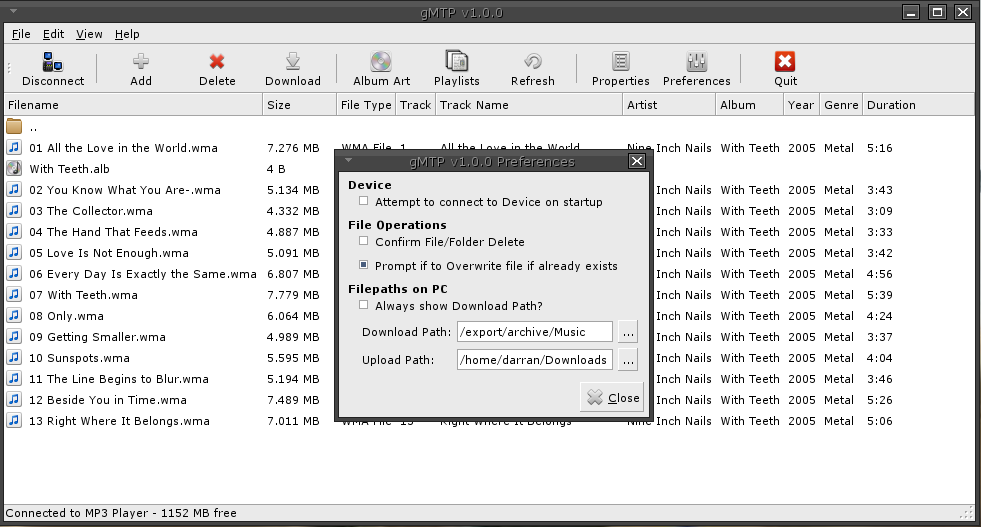 gMTP v1.0.0
File Edit View Help
Disconnect Add Delete Download Album Art Playlists Refresh Properties Preferences Quit
Filename Size File Type Track Track Name Artist Album Year Genre Duration
..
01 All the Love in the World.wma 7.276 MB WMA File 1 All the Love in the World Nine Inch Nails With Teeth 2005 Metal 5:16
With Teeth.alb 4 B
02 You Know What You Are-.wma 5.134 MB Inch Nails With Teeth 2005 Metal 3:43
03 The Collector.wma 4.332 MB Inch Nails With Teeth 2005 Metal 3:09
04 The Hand That Feeds.wma 4.887 MB Inch Nails With Teeth 2005 Metal 3:33
05 Love Is Not Enough.wma 5.091 MB Inch Nails With Teeth 2005 Metal 3:42
06 Every Day Is Exactly the Same.wma 6.807 MB Inch Nails With Teeth 2005 Metal 4:56
07 With Teeth.wma 7.779 MB Inch Nails With Teeth 2005 Metal 5:39
08 Only.wma 6.064 MB Inch Nails With Teeth 2005 Metal 4:24
09 Getting Smaller.wma 4.989 MB Inch Nails With Teeth 2005 Metal 3:37
10 Sunspots.wma 5.595 MB Inch Nails With Teeth 2005 Metal 4:04
11 The Line Begins to Blur.wma 5.194 MB Inch Nails With Teeth 2005 Metal 3:46
12 Beside You in Time.wma 7.489 MB Inch Nails With Teeth 2005 Metal 5:26
13 Right Where It Belongs.wma 7.011 MB WMA File 13 Right Where It Belongs Nine Inch Nails With Teeth 2005 Metal 5:06
gMTP v1.0.0 Preferences
Device
Attempt to connect to Device on startup
File Operations
Confirm File/Folder Delete
Prompt if to Overwrite file if already exists
Filepaths on PC
Always show Download Path?
Download Path: /export/archive/Music ...
Upload Path: /home/darran/Downloads ...
Close
Connected to MP3 Player - 1152 MB free